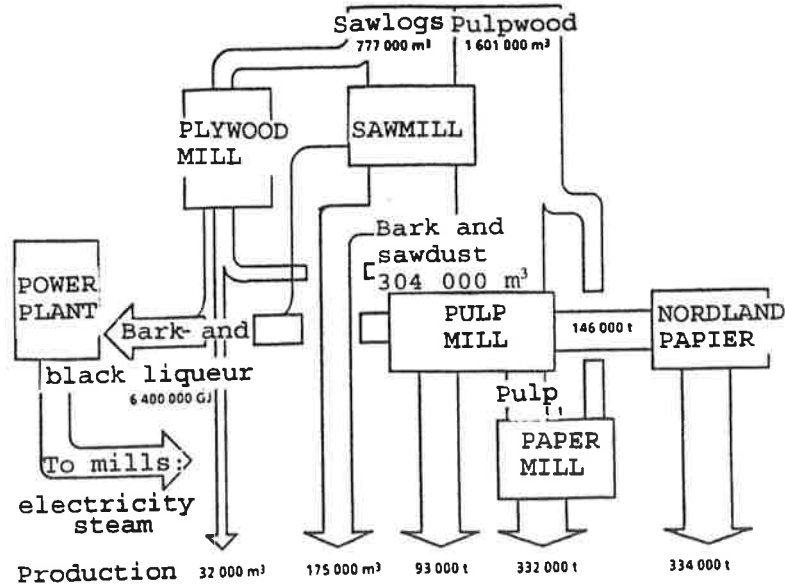 Sawlogs Pulpwood
777 000 m³ 1 601 000 m³
PLYWOOD
MILL
SAWMILL
Bark and
sawdust
304 000 m³
POWER
PLANT
Bark- and
black liqueur
6 400 000 GJ
PULP
MILL
146 000 t
NORDLAND
PAPIER
Pulp
PAPER
MILL
To mills:
electricity
steam
Production 32 000 m³ 175 000 m³ 93 000 t 332 000 t 334 000 t